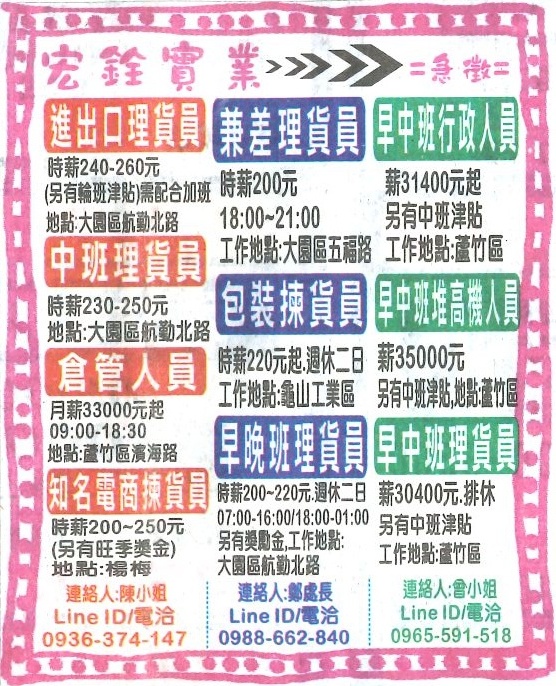 宏銓實業
=急徵=
進出口理貨員
時薪240-260元
(另有輪班津貼)需配合加班
地點:大園區航勤北路
中班理貨員
時薪230-250元
地點:大園區航勤北路
倉管人員
月薪33000元起
09:00-18:30
地點:蘆竹區濱海路
知名電商揀貨員
時薪200~250元
(另有旺季獎金)
地點:楊梅
連絡人:陳小姐
Line ID/電洽
0936-374-147
兼差理貨員
時薪200元
18:00~21:00
工作地點:大園區五福路
包裝揀貨員
時薪220元起.週休二日
工作地點:龜山工業區
早晚班理貨員
時薪200~220元.週休二日
07:00-16:00/18:00-01:00
另有獎勵金,工作地點:
大園區航勤北路
連絡人:鄭處長
Line ID/電洽
0988-662-840
早中班行政人員
薪31400元起
另有中班津貼
工作地點:蘆竹區
早中班堆高機人員
薪35000元
另有中班津貼,地點:蘆竹區
早中班理貨員
薪30400元.排休
另有中班津貼
工作地點:蘆竹區
連絡人:曾小姐
Line ID/電洽
0965-591-518